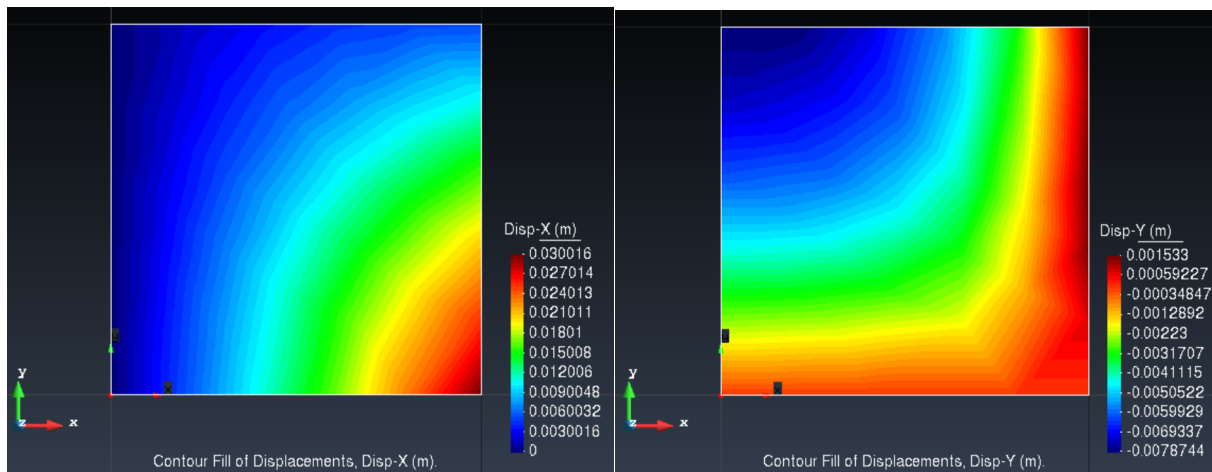 Disp-X (m)
0.030016
0.027014
0.024013
0.021011
0.01801
0.015008
0.012006
0.0090048
0.0060032
0.0030016
0
y
z
x
Contour Fill of Displacements, Disp-X (m).
Disp-Y (m)
0.001533
0.00059227
-0.00034847
-0.0012892
-0.00223
-0.0031707
-0.0041115
-0.0050522
-0.0059929
-0.0069337
-0.0078744
y
z
x
Contour Fill of Displacements, Disp-Y (m).